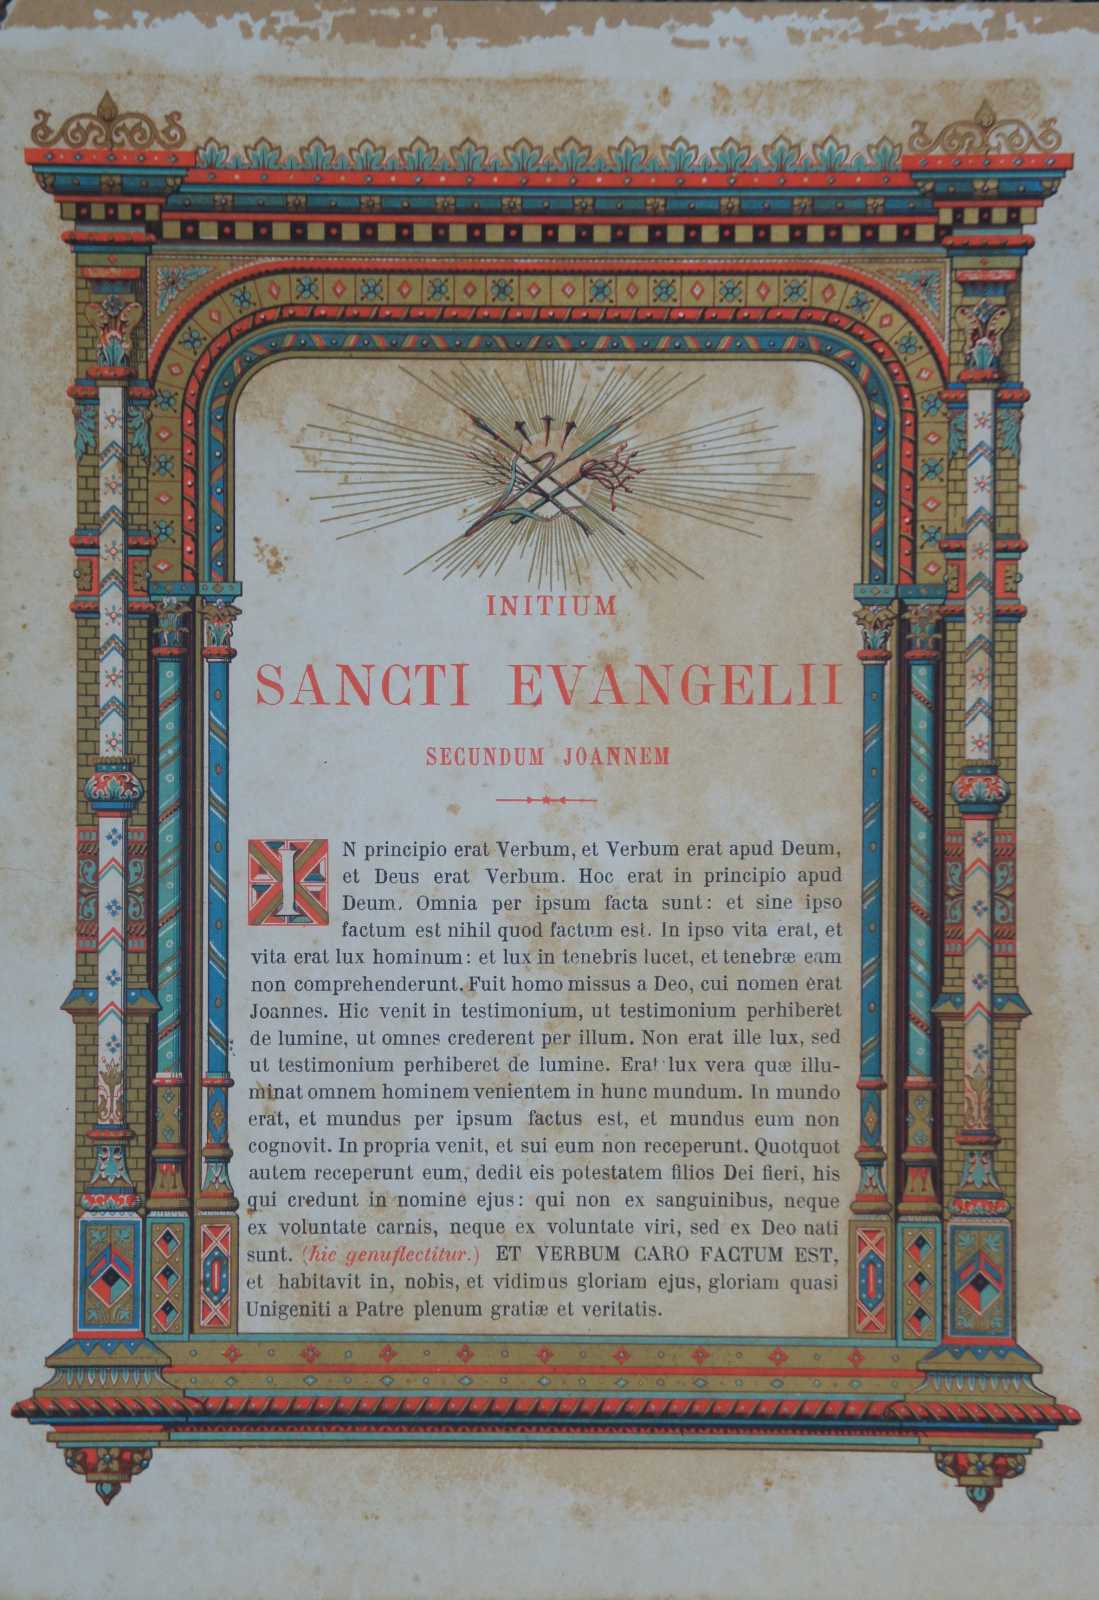 INITIUM
SANCTI EVANGELII
SECUNDUM JOANNEM
IN principio erat Verbum, et Verbum erat apud Deum,
et Deus erat Verbum. Hoc erat in principio apud
Deum. Omnia per ipsum facta sunt: et sine ipso
factum est nihil quod factum est. In ipso vita erat, et
vita erat lux hominum: et lux in tenebris lucet, et tenebræ eam
non comprehenderunt. Fuit homo missus a Deo, cui nomen erat
Joannes. Hic venit in testimonium, ut testimonium perhiberet
de lumine, ut omnes crederent per illum. Non erat ille lux, sed
ut testimonium perhiberet de lumine. Erat lux vera quæ illu-
minat omnem hominem venientem in hunc mundum. In mundo
erat, et mundus per ipsum factus est, et mundus eum non
cognovit. In propria venit, et sui eum non receperunt. Quotquot
autem receperunt eum, dedit eis potestatem filios Dei fieri, his
qui credunt in nomine ejus: qui non ex sanguinibus, neque
ex voluntate carnis, neque ex voluntate viri, sed ex Deo nati
sunt. (hic genuflectitur.) ET VERBUM CARO FACTUM EST,
et habitavit in, nobis, et vidimus gloriam ejus, gloriam quasi
Unigeniti a Patre plenum gratiæ et veritatis.